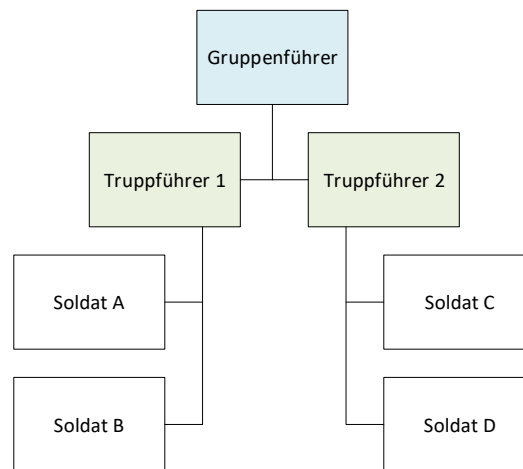 Gruppenführer
Truppführer 1
Truppführer 2
Soldat A
Soldat C
Soldat B
Soldat D